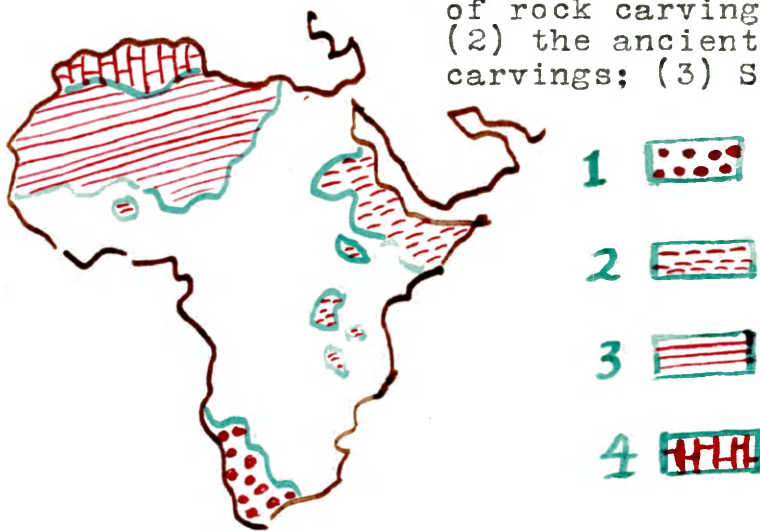 of rock carving
(2) the ancient
carvings; (3) S
1
2
3
4